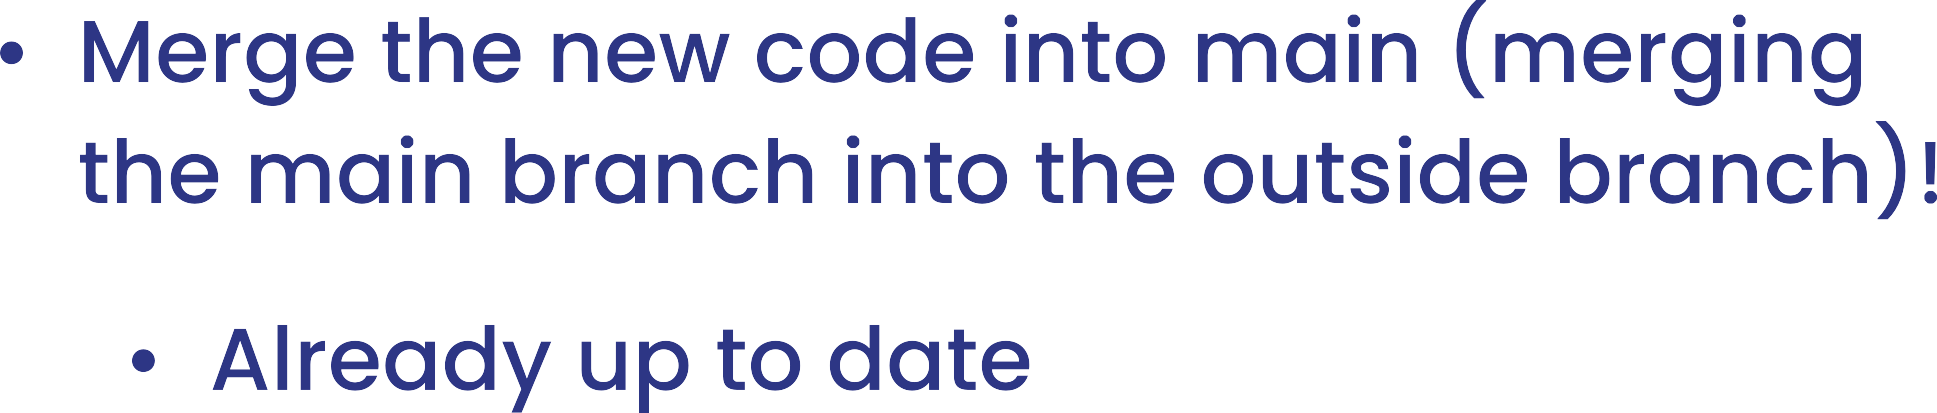 • Merge the new code into main (merging
the main branch into the outside branch)!
• Already up to date